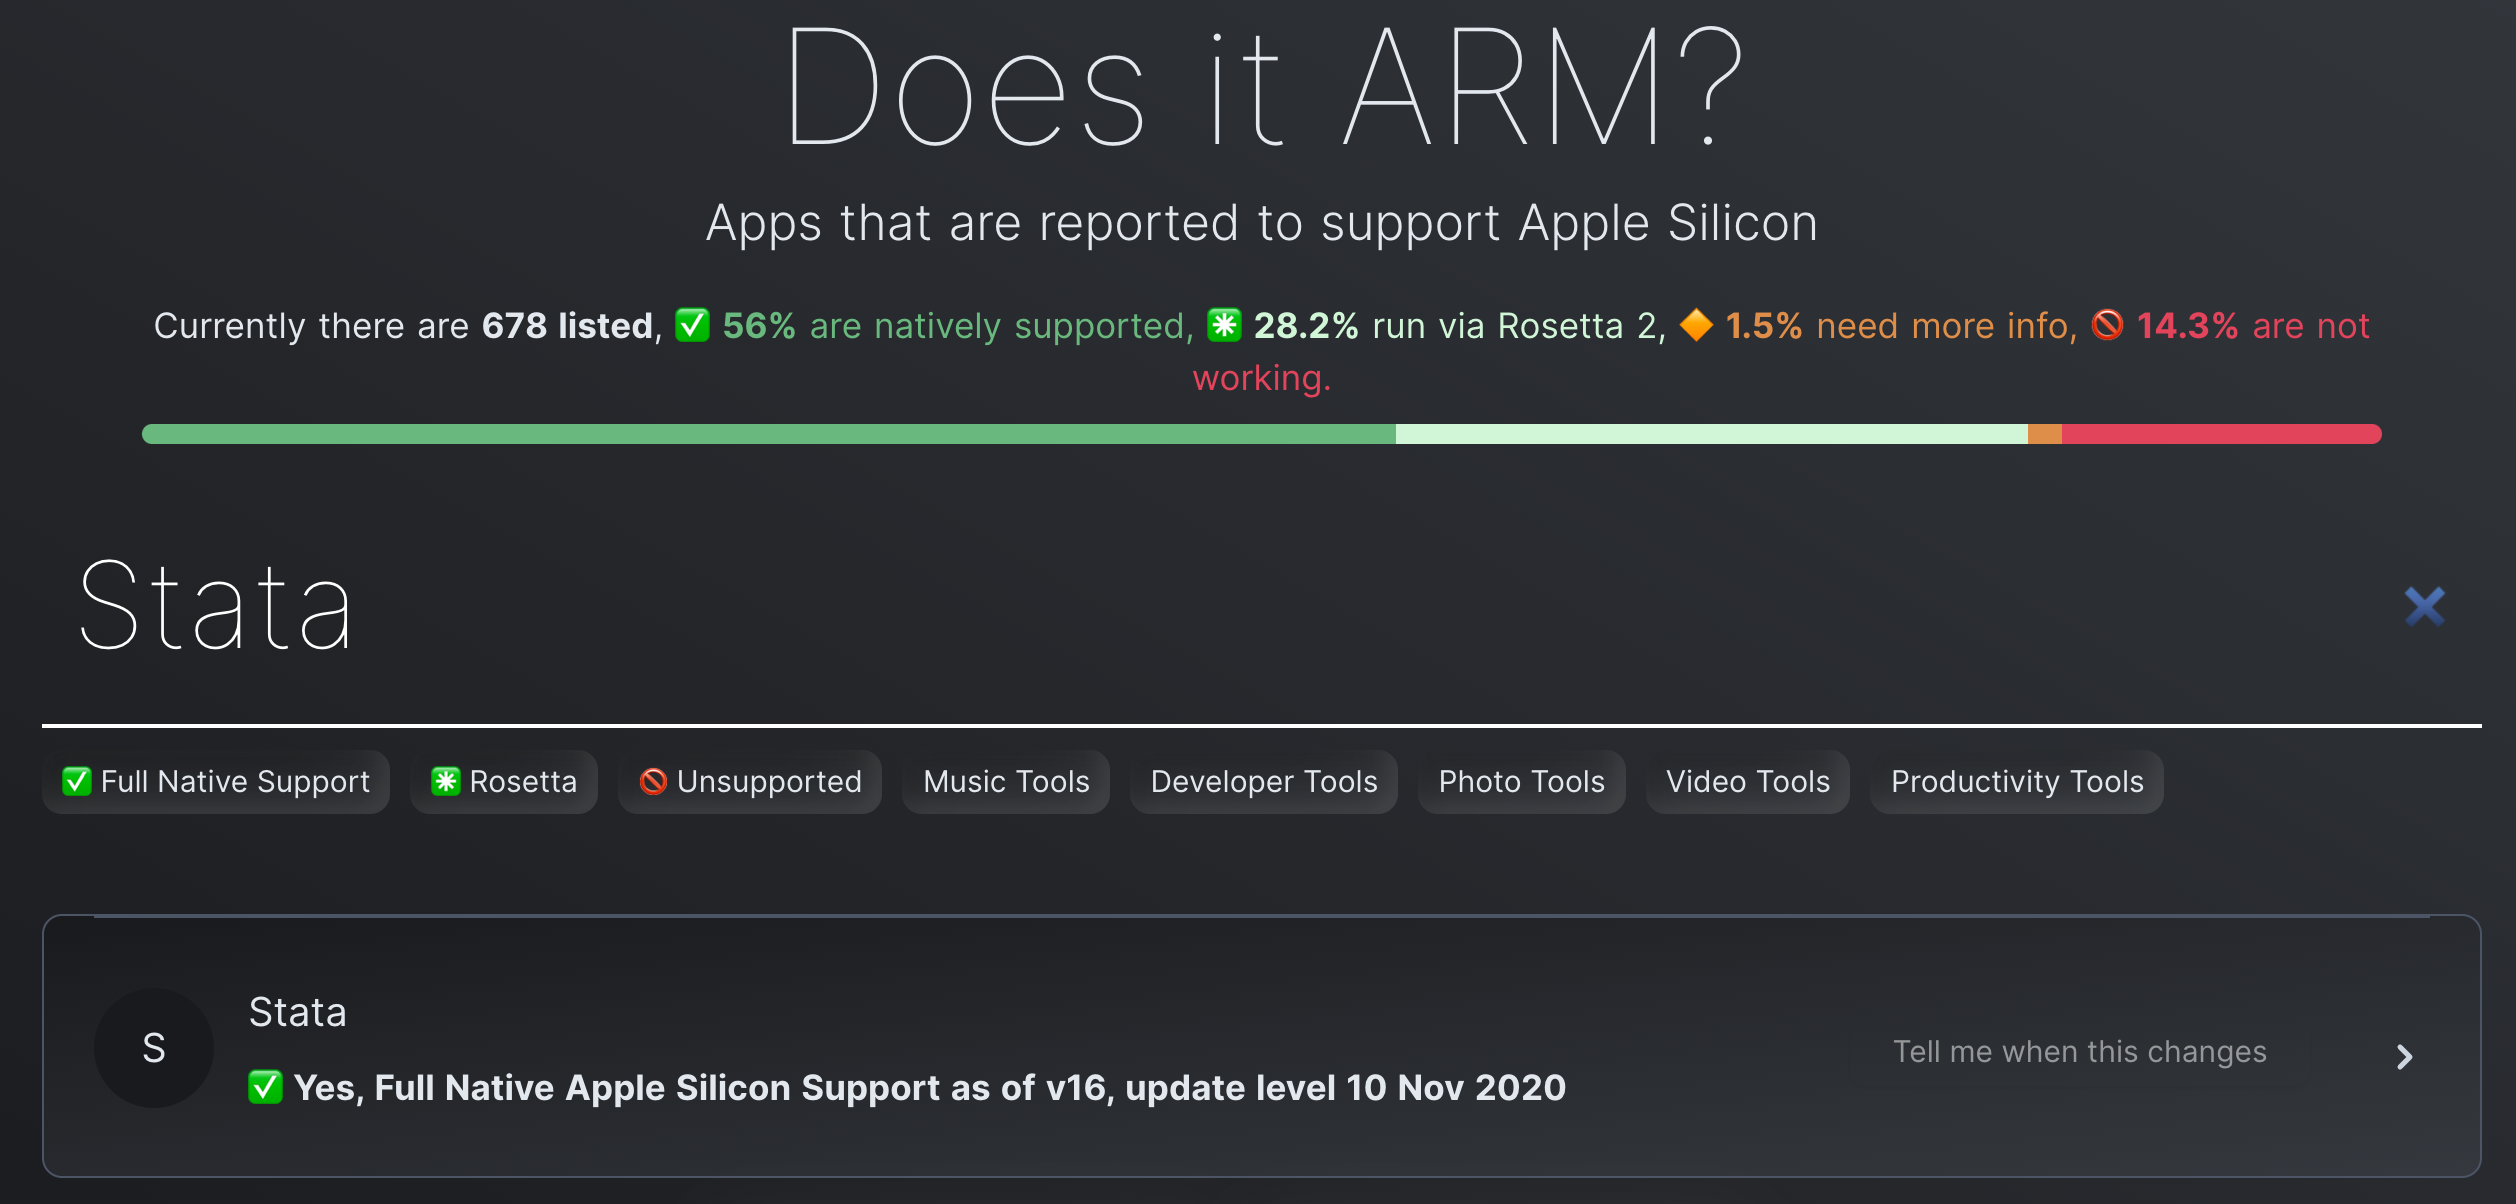 Does it ARM?
Apps that are reported to support Apple Silicon
Currently there are 678 listed, ✅ 56% are natively supported, ✳️ 28.2% run via Rosetta 2, 🔶 1.5% need more info, 🚫 14.3% are not
working.
Stata
✅ Full Native Support ✳️ Rosetta 🚫 Unsupported Music Tools Developer Tools Photo Tools Video Tools Productivity Tools
S
Stata
✅ Yes, Full Native Apple Silicon Support as of v16, update level 10 Nov 2020
Tell me when this changes